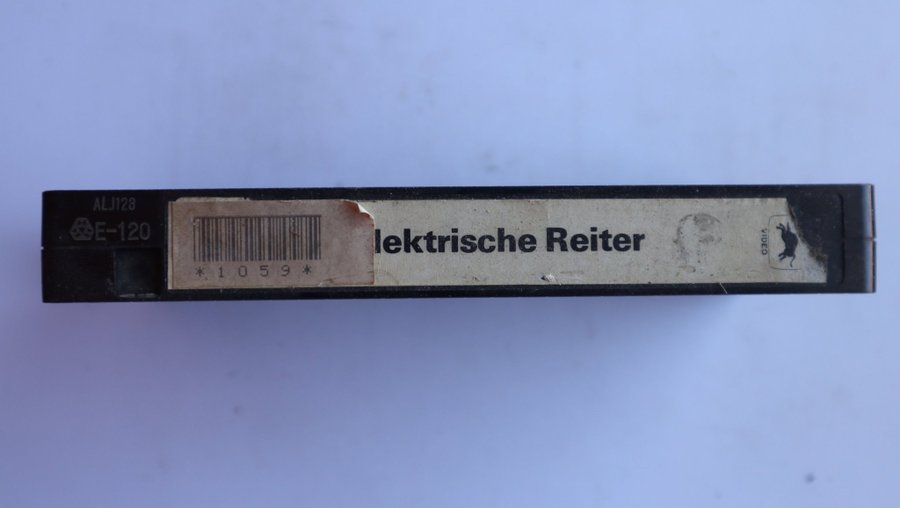 ALJ128
E-120
*1059*
lektrische Reiter
VIDEO